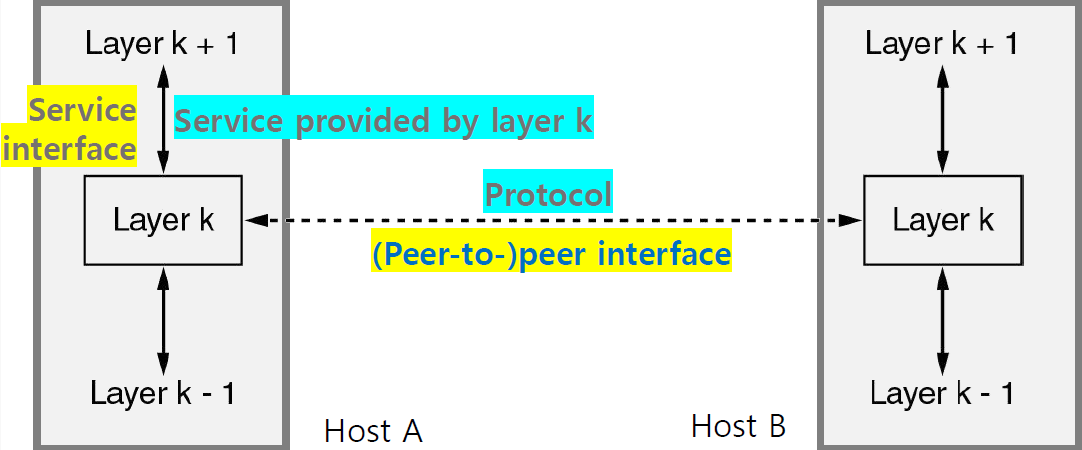 Layer k + 1
Layer k + 1
Service
interface
Service provided by layer k
Protocol
Layer k
Layer k
(Peer-to-)peer interface
Layer k - 1
Layer k - 1
Host A
Host B